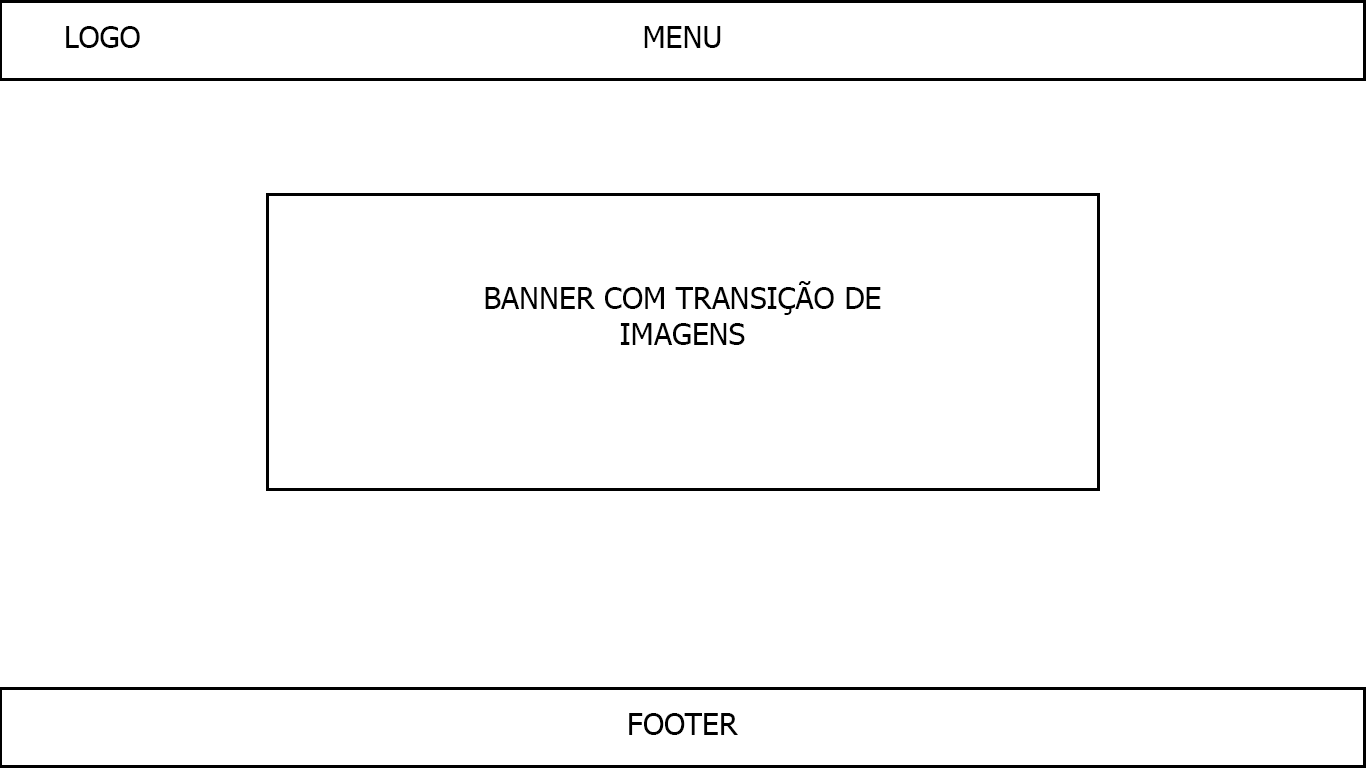 LOGO
MENU
BANNER COM TRANSIÇÃO DE
IMAGENS
FOOTER